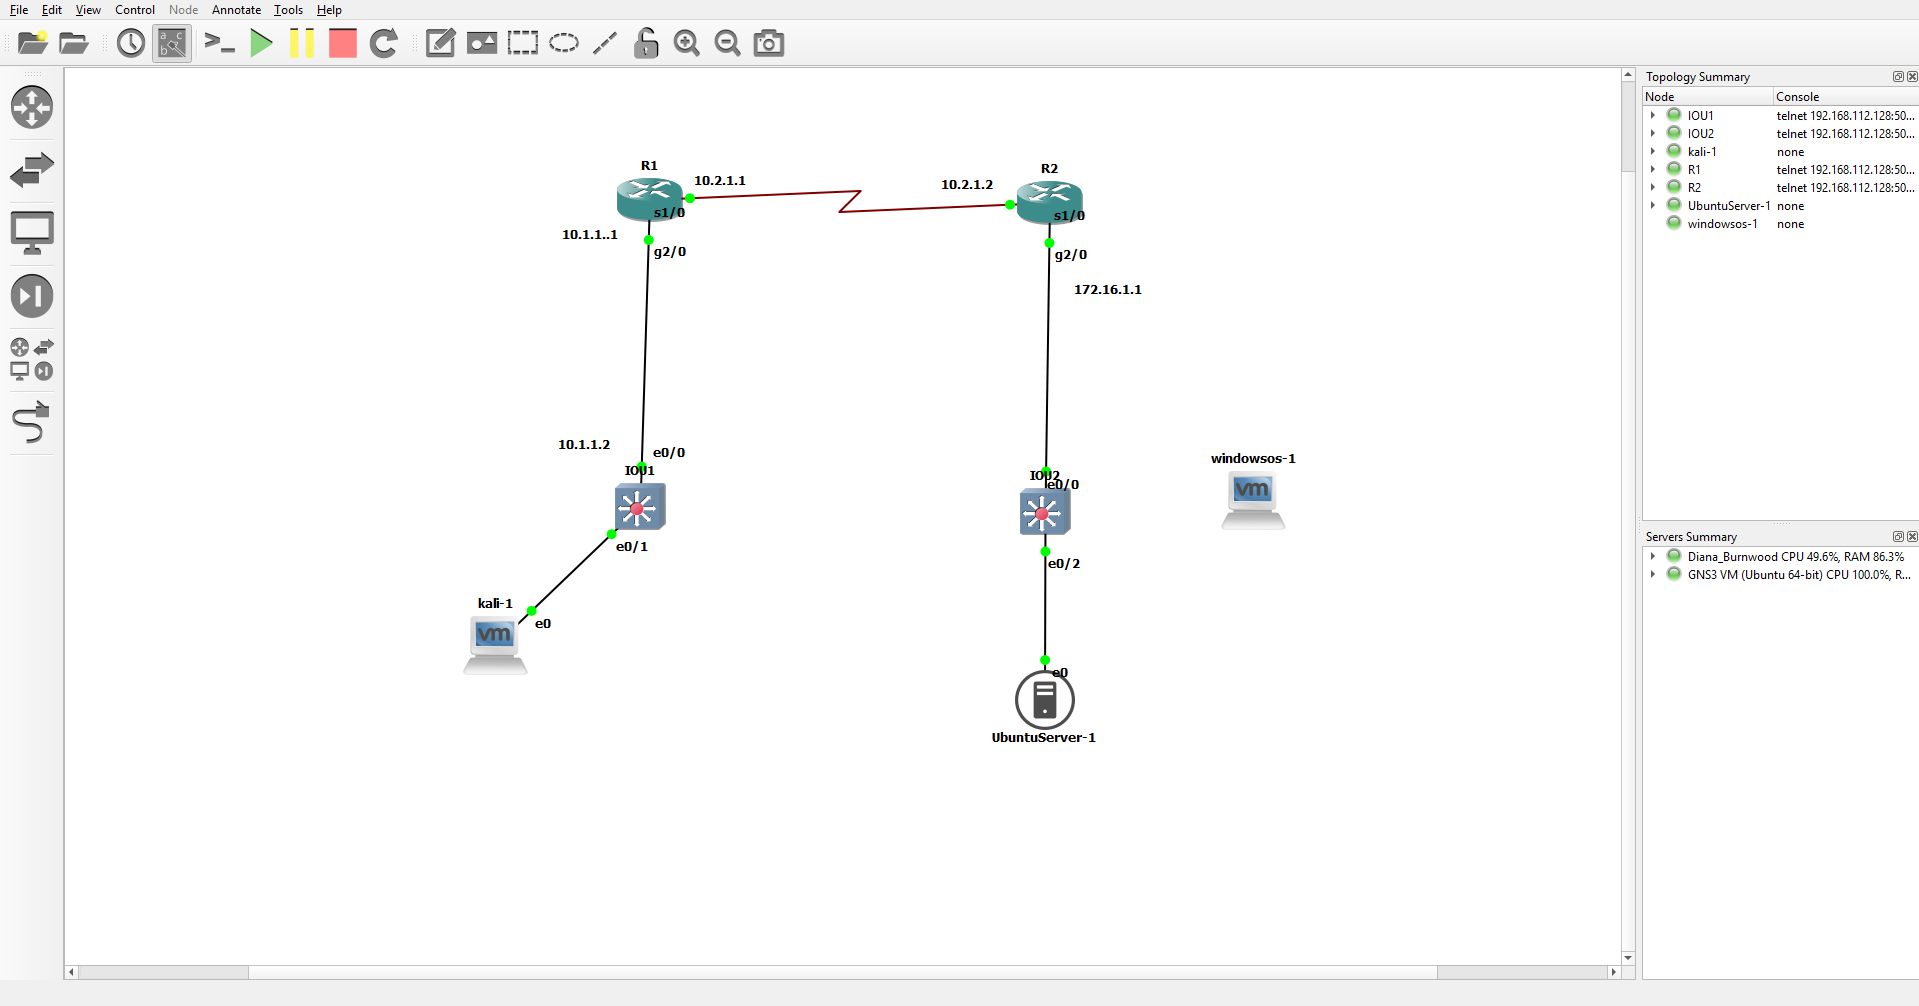 File Edit View Control Node Annotate Tools Help
Topology Summary
Node Console
IOU1 telnet 192.168.112.128:50...
IOU2 telnet 192.168.112.128:50...
kali-1 none
R1 telnet 192.168.112.128:50...
R2 telnet 192.168.112.128:50...
UbuntuServer-1 none
windowsos-1 none
Servers Summary
Diana_Burnwood CPU 49.6%, RAM 86.3%
GNS3 VM (Ubuntu 64-bit) CPU 100.0%, R...
R1
R2
10.2.1.1
10.2.1.2
s1/0
s1/0
10.1.1..1
g2/0
g2/0
172.16.1.1
10.1.1.2
e0/0
IOU1
windowsos-1
vm
IOU2
e0/0
e0/1
e0/2
kali-1
vm
e0
e0
UbuntuServer-1